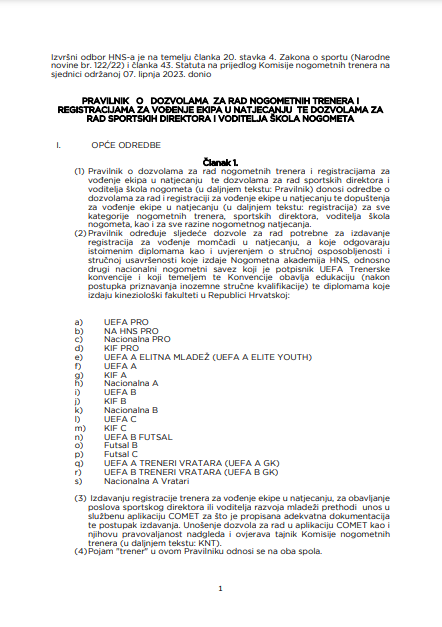 Izvršni odbor HNS-a je na temelju članka 20. stavka 4. Zakona o sportu (Narodne
novine br. 122/22) i članka 43. Statuta na prijedlog Komisije nogometnih trenera na
sjednici održanoj 07. lipnja 2023. donio
PRAVILNIK O DOZVOLAMA ZA RAD NOGOMETNIH TRENERA I
REGISTRACIJAMA ZA VOĐENJE EKIPA U NATJECANJU TE DOZVOLAMA ZA
RAD SPORTSKIH DIREKTORA I VODITELJA ŠKOLA NOGOMETA
I. OPĆE ODREDBE
Članak 1.
(1) Pravilnik o dozvolama za rad nogometnih trenera i registracijama za
vođenje ekipa u natjecanju te dozvolama za rad sportskih direktora i
voditelja škola nogometa (u daljnjem tekstu: Pravilnik) donosi odredbe o
dozvolama za rad i registraciji za vođenje ekipe u natjecanju te dopuštenja
za vođenje ekipe u natjecanju (u daljnjem tekstu: registracija) za sve
kategorije nogometnih trenera, sportskih direktora, voditelja škola
nogometa, kao i za sve razine nogometnog natjecanja.
(2) Pravilnik određuje sljedeće dozvole za rad potrebne za izdavanje
registracija za vođenje momčadi u natjecanju, a koje odgovaraju
istoimenim diplomama kao i uvjerenjem o stručnoj osposobljenosti i
stručnoj usavršenosti koje izdaje Nogometna akademija HNS, odnosno
drugi nacionalni nogometni savez koji je potpisnik UEFA Trenerske
konvencije i koji temeljem te Konvencije obavlja edukaciju (nakon
postupka priznavanja inozemne stručne kvalifikacije) te diplomama koje
izdaju kineziološki fakulteti u Republici Hrvatskoj:
a) UEFA PRO
b) NA HNS PRO
c) Nacionalna PRO
d) KIF PRO
e) UEFA A ELITNA MLADEŽ (UEFA A ELITE YOUTH)
f) UEFA A
g) KIF A
h) Nacionalna A
i) UEFA B
j) KIF B
k) Nacionalna B
l) UEFA C
m) KIF C
n) UEFA B FUTSAL
o) Futsal B
p) Futsal C
q) UEFA A TRENERI VRATARA (UEFA A GK)
r) UEFA B TRENERI VRATARA (UEFA B GK)
s) Nacionalna A Vratari
(3) Izdavanju registracije trenera za vođenje ekipe u natjecanju, za obavljanje
poslova sportskog direktora ili voditelja razvoja mladeži prethodi unos u
službenu aplikaciju COMET za što je propisana adekvatna dokumentacija
te postupak izdavanja. Unošenje dozvola za rad u aplikaciju COMET kao i
njihovu pravovaljanost nadgleda i ovjerava tajnik Komisije nogometnih
trenera (u daljnjem tekstu: KNT).
(4) Pojam "trener" u ovom Pravilniku odnosi se na oba spola.
1